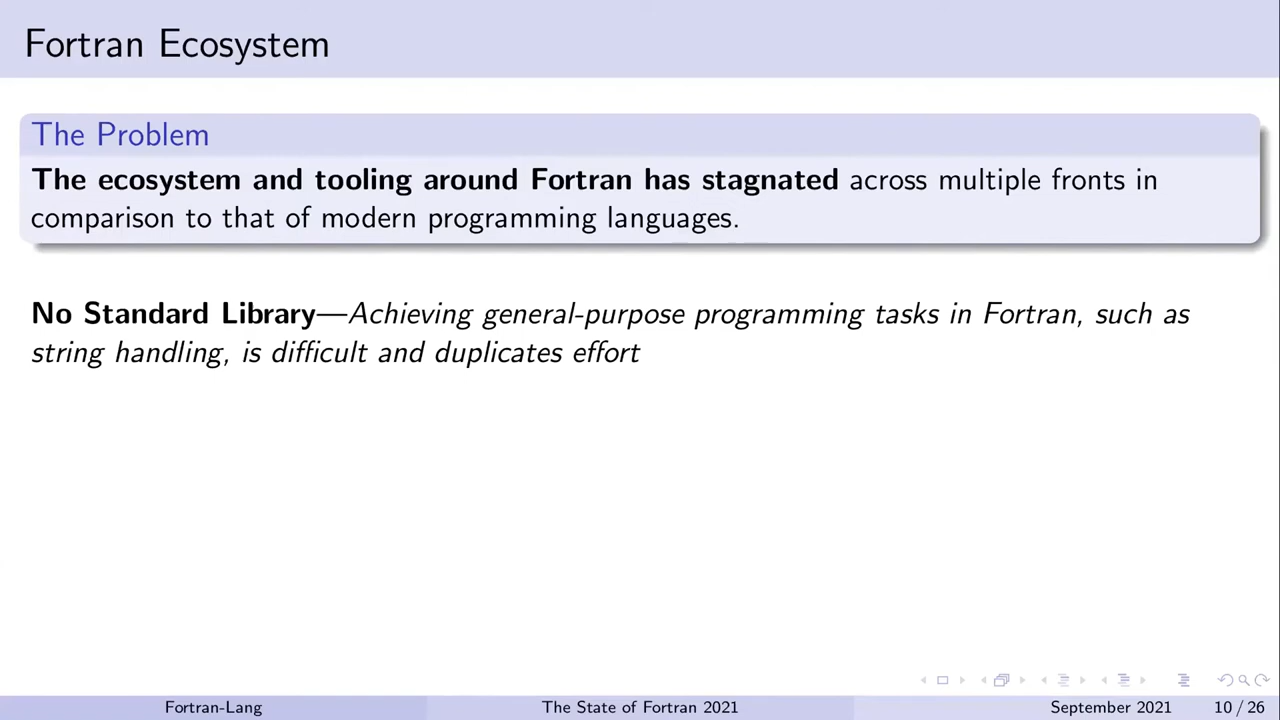 Fortran Ecosystem
The Problem
The ecosystem and tooling around Fortran has stagnated across multiple fronts in
comparison to that of modern programming languages.
No Standard Library—Achieving general-purpose programming tasks in Fortran, such as
string handling, is difficult and duplicates effort
Fortran-Lang The State of Fortran 2021 September 2021 10 / 26